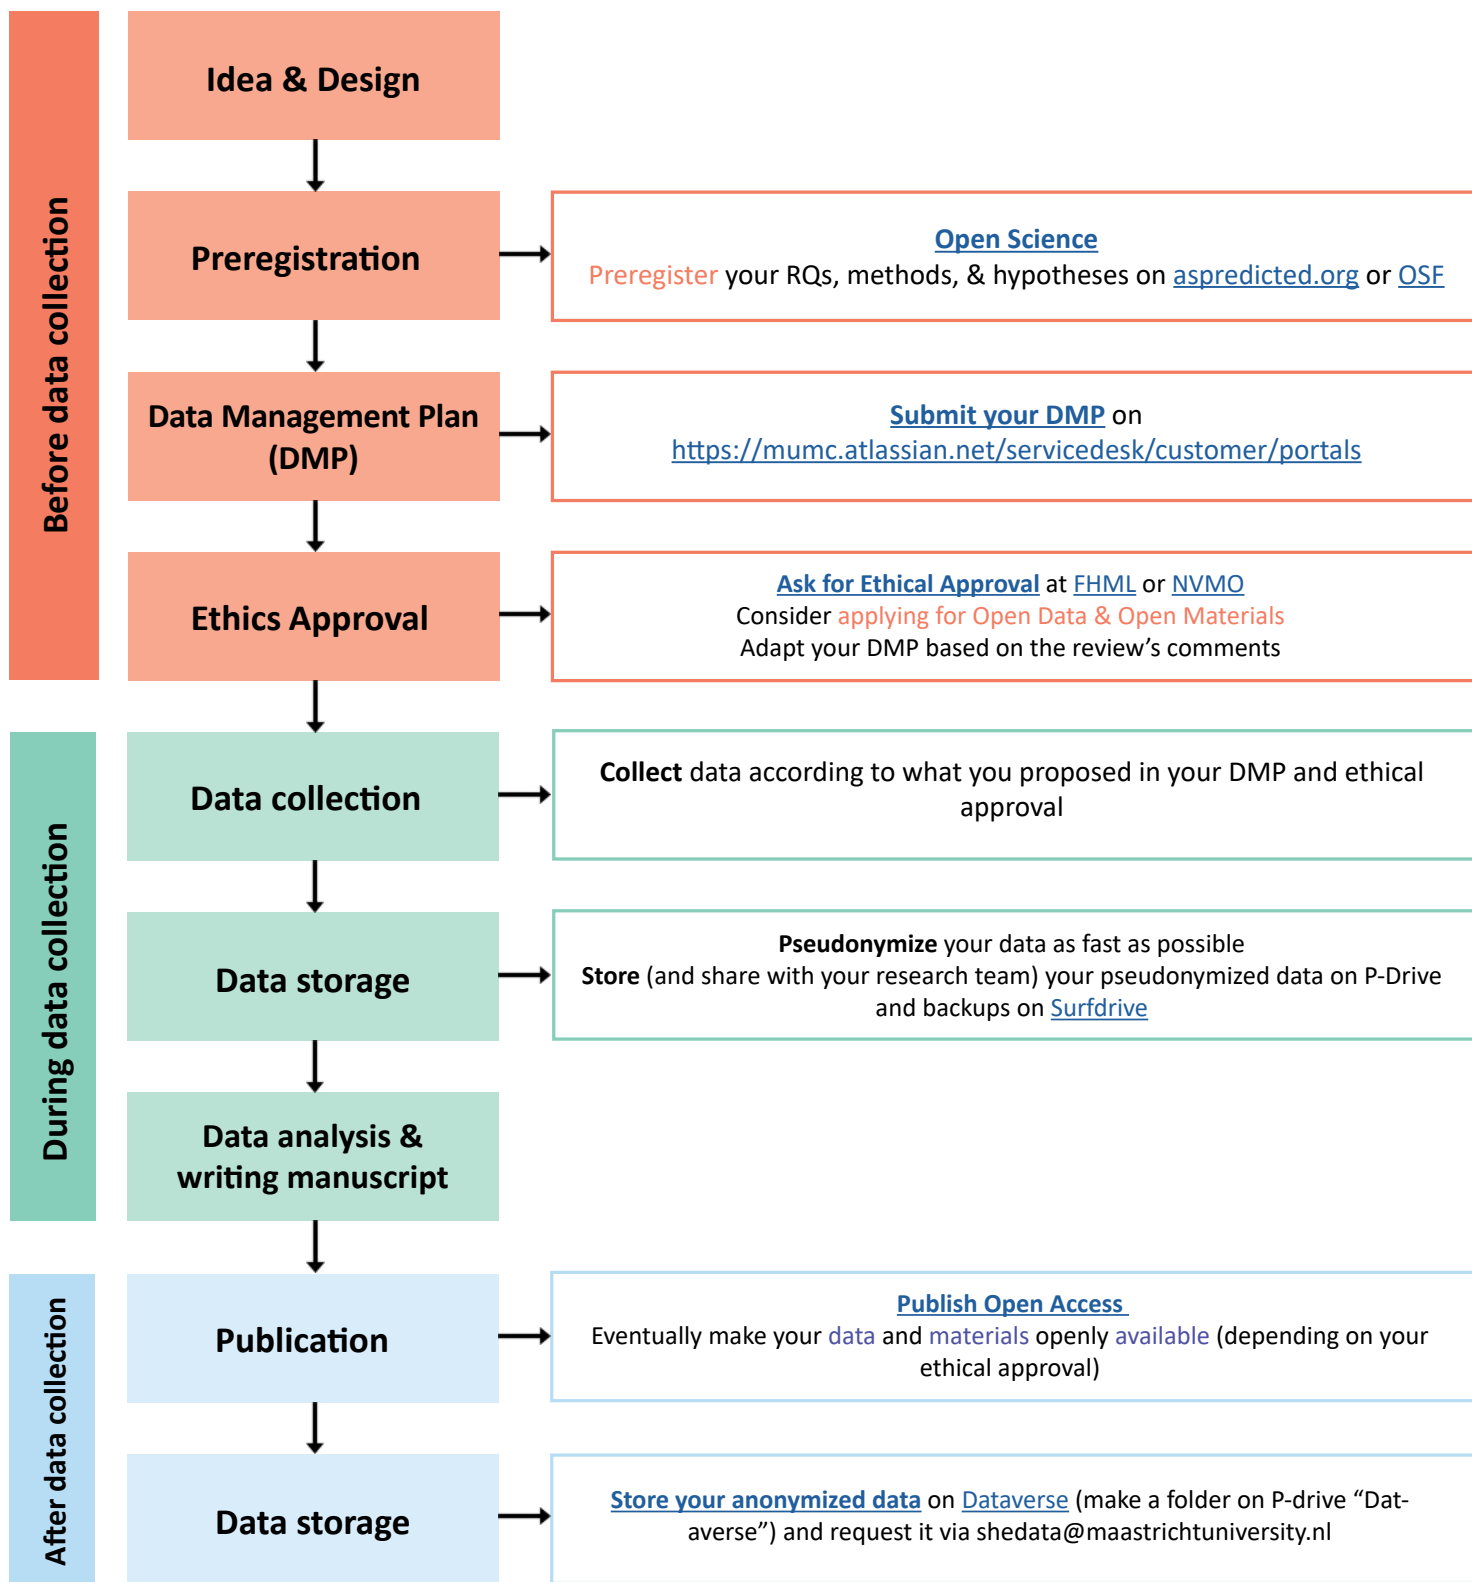 Before data collection
Idea & Design
Preregistration
Open Science
Preregister your RQs, methods, & hypotheses on aspredicted.org or OSF
Data Management Plan
(DMP)
Submit your DMP on
https://mumc.atlassian.net/servicedesk/customer/portals
Ethics Approval
Ask for Ethical Approval at FHML or NVMO
Consider applying for Open Data & Open Materials
Adapt your DMP based on the review’s comments
During data collection
Data collection
Collect data according to what you proposed in your DMP and ethical
approval
Data storage
Pseudonymize your data as fast as possible
Store (and share with your research team) your pseudonymized data on P-Drive
and backups on Surfdrive
Data analysis &
writing manuscript
After data collection
Publication
Publish Open Access
Eventually make your data and materials openly available (depending on your
ethical approval)
Data storage
Store your anonymized data on Dataverse (make a folder on P-drive “Dat-
averse”) and request it via shedata@maastrichtuniversity.nl